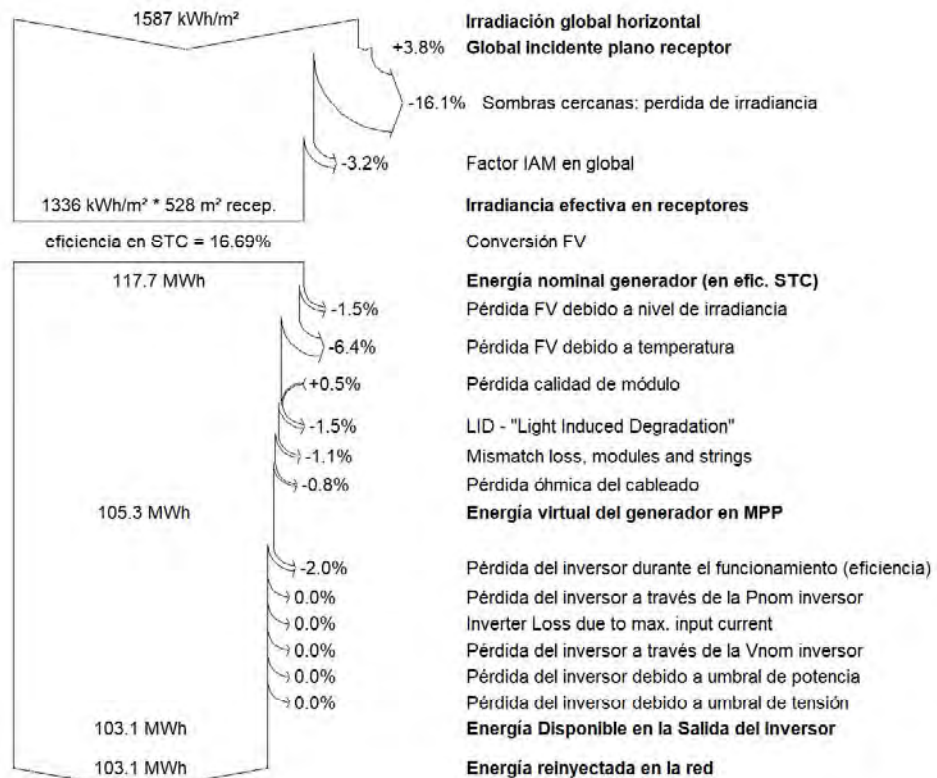 1587 kWh/m² Irradiación global horizontal
+3.8% Global incidente plano receptor
-16.1% Sombras cercanas: perdida de irradiancia
-3.2% Factor IAM en global
1336 kWh/m² * 528 m² recep. Irradiancia efectiva en receptores
eficiencia en STC = 16.69% Conversión FV
117.7 MWh Energía nominal generador (en efic. STC)
-1.5% Pérdida FV debido a nivel de irradiancia
-6.4% Pérdida FV debido a temperatura
+0.5% Pérdida calidad de módulo
-1.5% LID - "Light Induced Degradation"
-1.1% Mismatch loss, modules and strings
-0.8% Pérdida óhmica del cableado
105.3 MWh Energía virtual del generador en MPP
-2.0% Pérdida del inversor durante el funcionamiento (eficiencia)
0.0% Pérdida del inversor a través de la Pnom inversor
0.0% Inverter Loss due to max. input current
0.0% Pérdida del inversor a través de la Vnom inversor
0.0% Pérdida del inversor debido a umbral de potencia
0.0% Pérdida del inversor debido a umbral de tensión
103.1 MWh Energía Disponible en la Salida del Inversor
103.1 MWh Energía reinyectada en la red